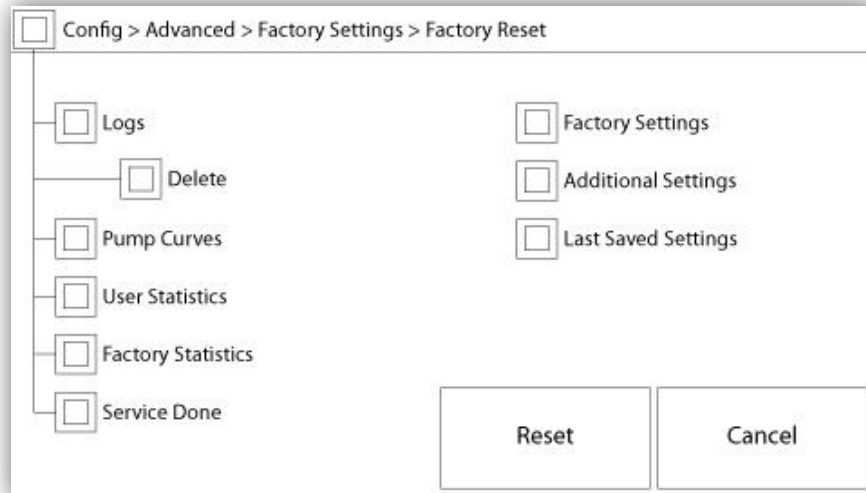 Config > Advanced > Factory Settings > Factory Reset
Logs
Delete
Pump Curves
User Statistics
Factory Statistics
Service Done
Factory Settings
Additional Settings
Last Saved Settings
Reset
Cancel